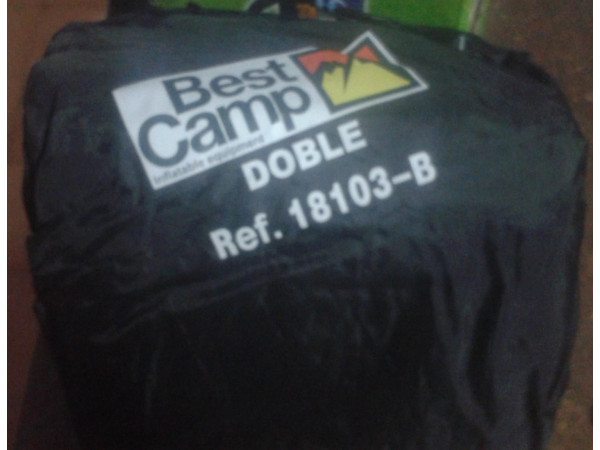 Best
Camp
inflatable equipment
DOBLE
Ref. 18103-B